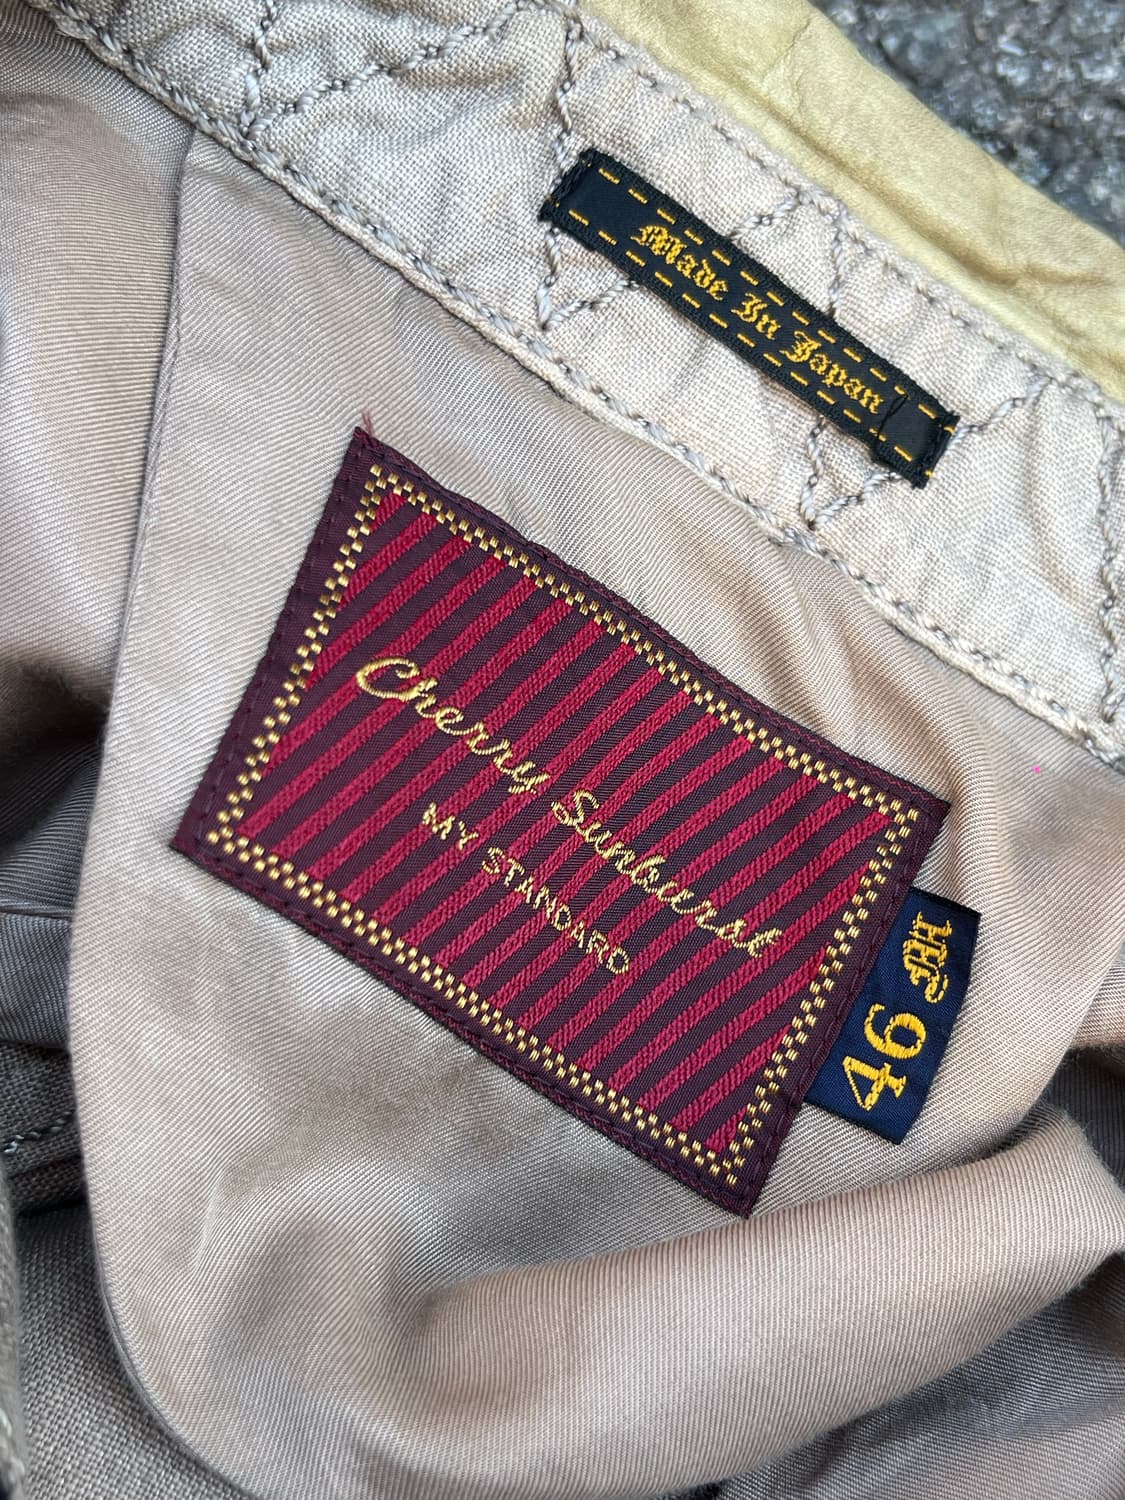 Made In Japan
Cherry Sunburst
MY STANDARD
46 M